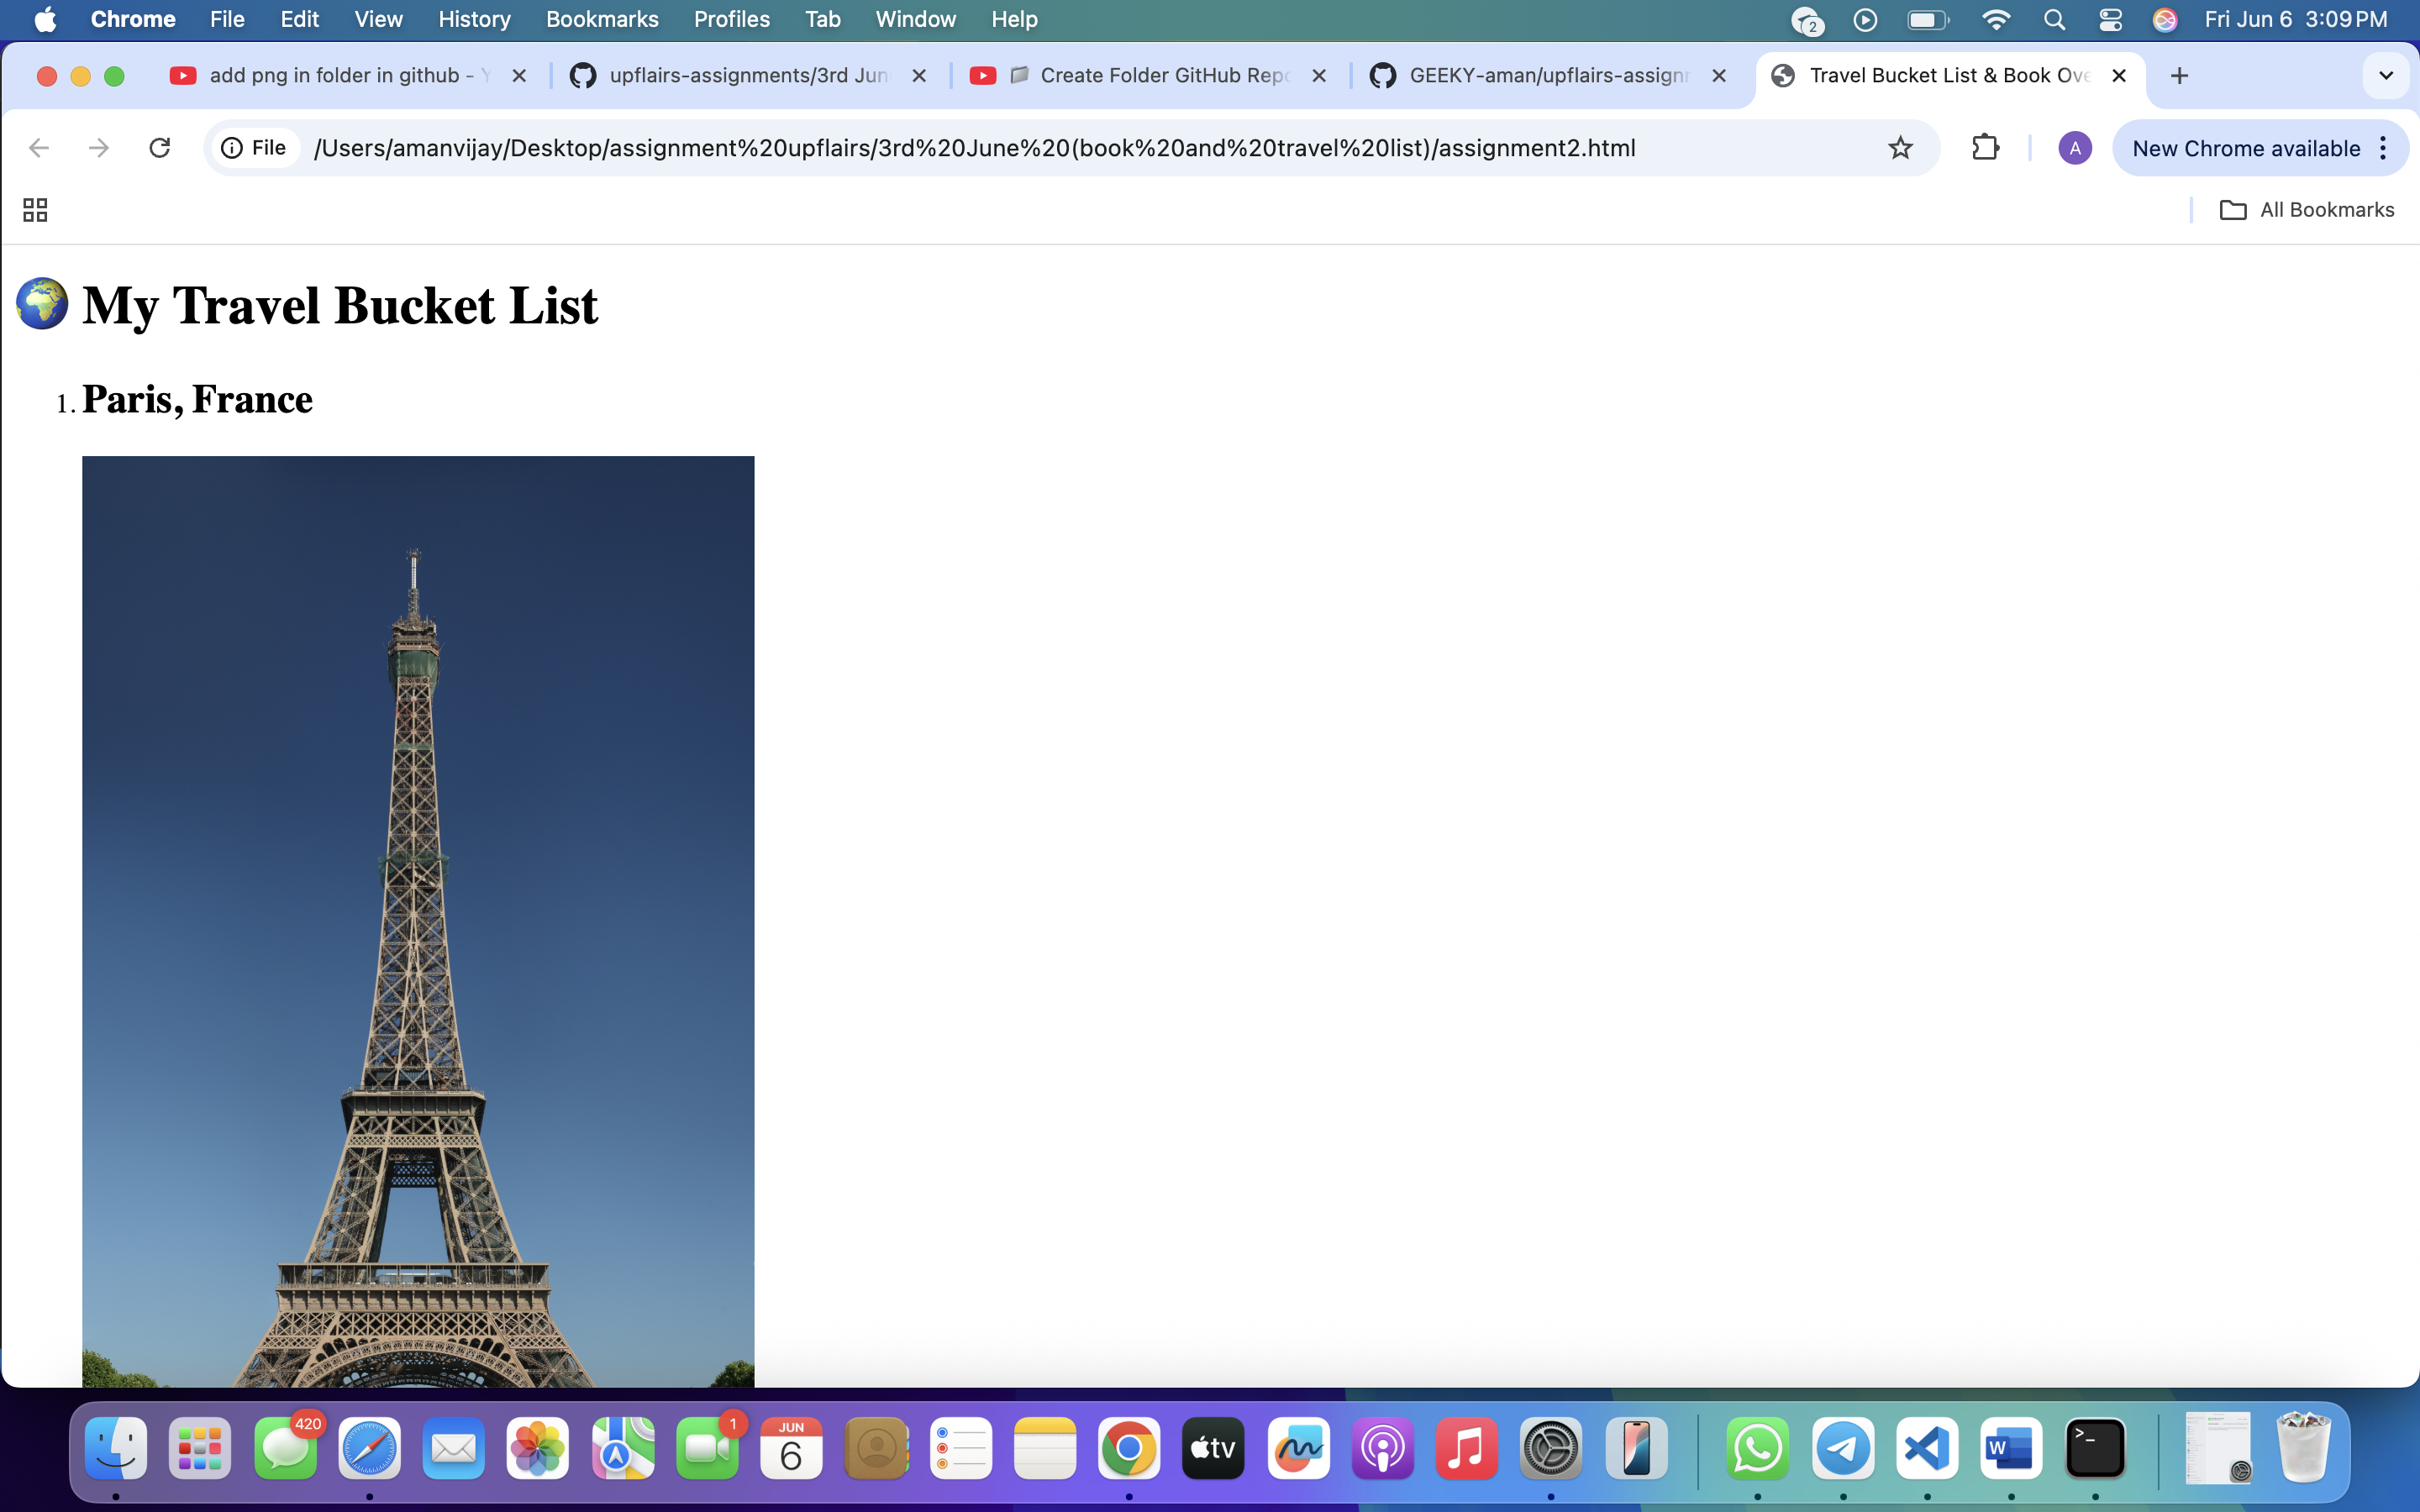 Chrome File Edit View History Bookmarks Profiles Tab Window Help 2 Fri Jun 6 3:09 PM
add png in folder in github - upflairs-assignments/3rd Jun Create Folder GitHub Rep GEEKY-aman/upflairs-assign Travel Bucket List & Book Ov
File /Users/amanvijay/Desktop/assignment%20upflairs/3rd%20June%20(book%20and%20travel%20list)/assignment2.html A New Chrome available
All Bookmarks
My Travel Bucket List
1. Paris, France
420 1 JUN 6 tv W >_